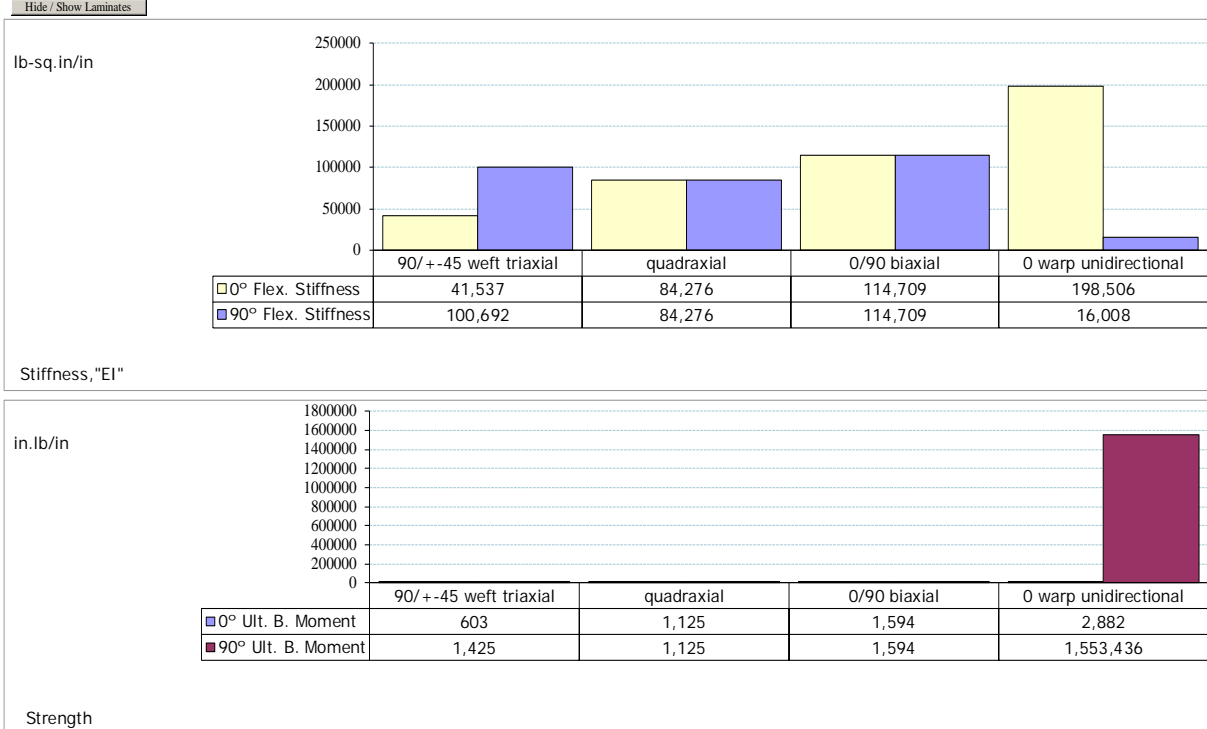 Hide / Show Laminates
lb-sq.in/in
250000
200000
150000
100000
50000
0
90/+-45 weft triaxial quadraxial 0/90 biaxial 0 warp unidirectional
0º Flex. Stiffness 41,537 84,276 114,709 198,506
90º Flex. Stiffness 100,692 84,276 114,709 16,008
Stiffness,"EI"
in.lb/in
1800000
1600000
1400000
1200000
1000000
800000
600000
400000
200000
0
90/+-45 weft triaxial quadraxial 0/90 biaxial 0 warp unidirectional
0º Ult. B. Moment 603 1,125 1,594 2,882
90º Ult. B. Moment 1,425 1,125 1,594 1,553,436
Strength